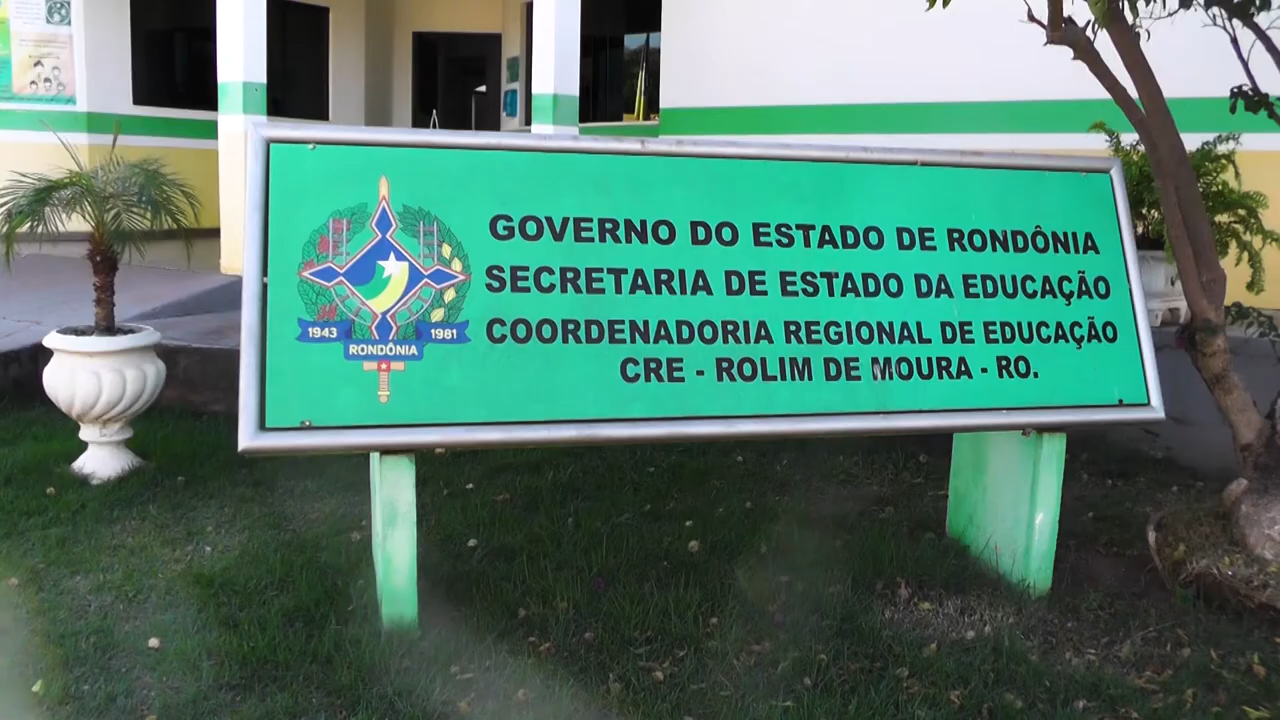 GOVERNO DO ESTADO DE RONDÔNIA
SECRETARIA DE ESTADO DA EDUCAÇÃO
COORDENADORIA REGIONAL DE EDUCAÇÃO
CRE - ROLIM DE MOURA - RO.
1943 1981
RONDÔNIA